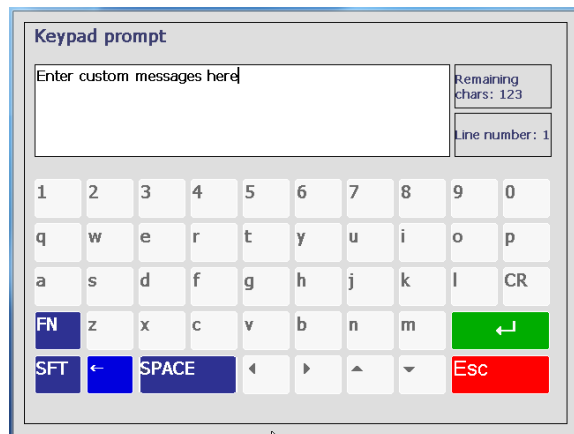 Keypad prompt
Enter custom messages here
Remaining
chars: 123
Line number: 1
1 2 3 4 5 6 7 8 9 0
q w e r t y u i o p
a s d f g h j k l CR
FN z x c v b n m
SFT ← SPACE Esc